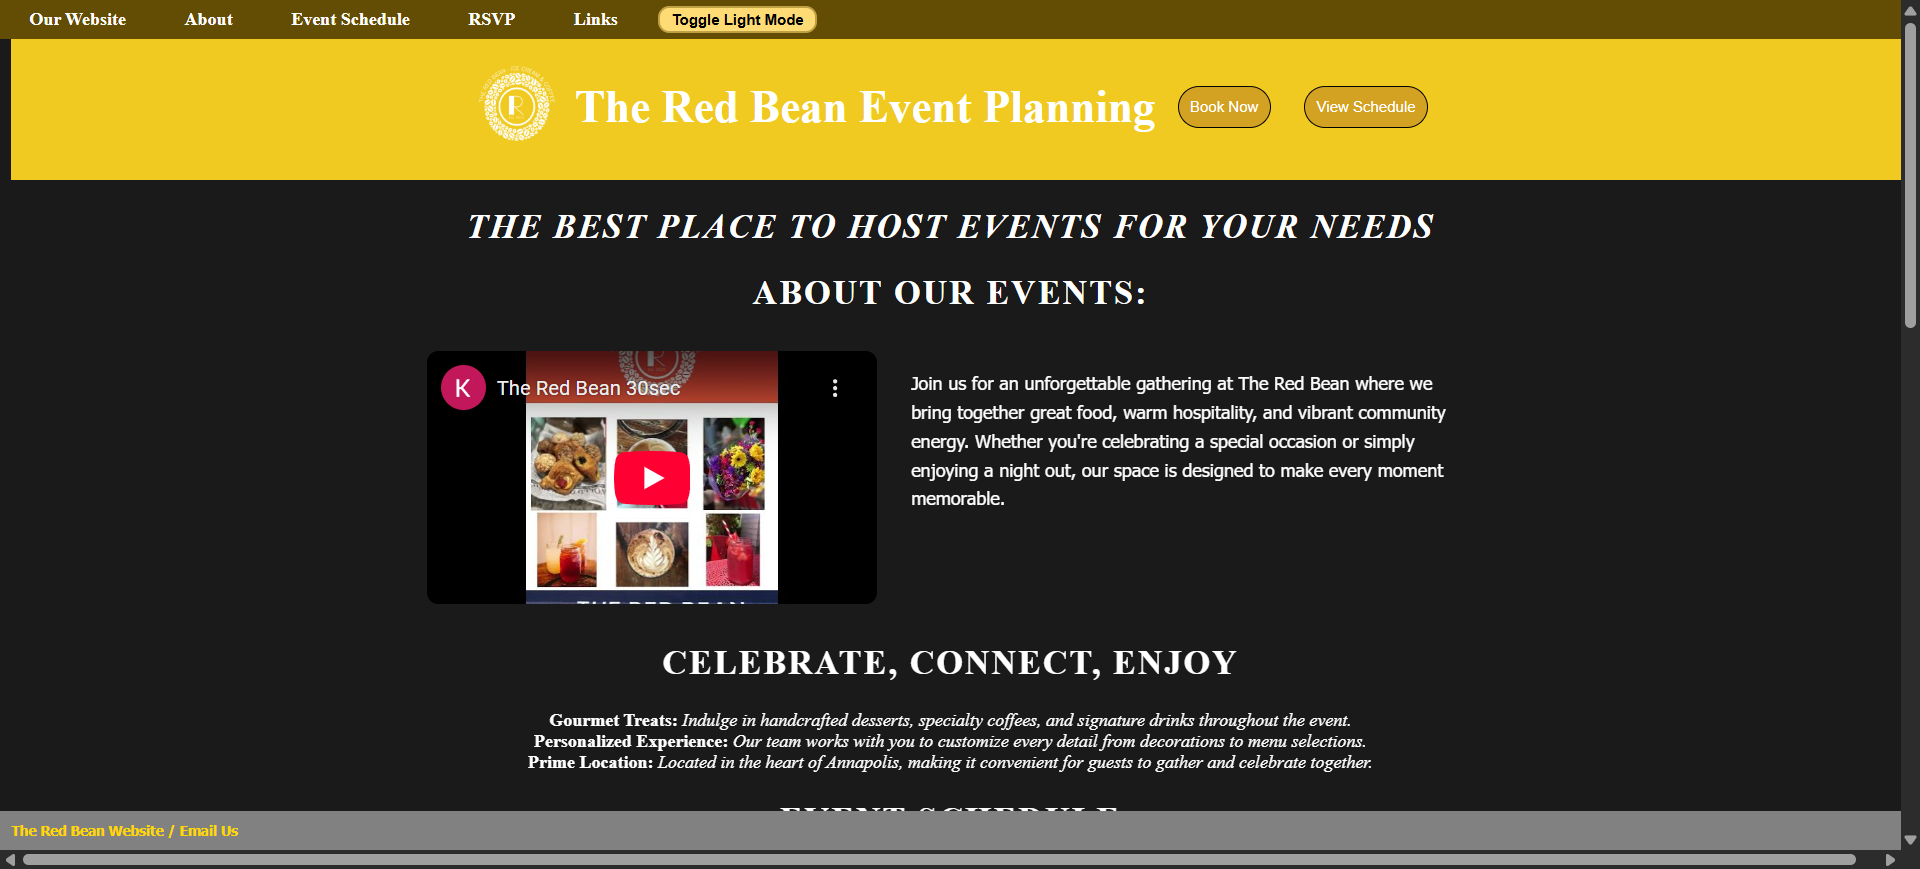 Our Website About Event Schedule RSVP Links Toggle Light Mode
R
The Red Bean Event Planning
Book Now View Schedule
THE BEST PLACE TO HOST EVENTS FOR YOUR NEEDS
ABOUT OUR EVENTS:
K The Red Bean 30sec
THE RED BEAN
Join us for an unforgettable gathering at The Red Bean where we
bring together great food, warm hospitality, and vibrant community
energy. Whether you're celebrating a special occasion or simply
enjoying a night out, our space is designed to make every moment
memorable.
CELEBRATE, CONNECT, ENJOY
Gourmet Treats: Indulge in handcrafted desserts, specialty coffees, and signature drinks throughout the event.
Personalized Experience: Our team works with you to customize every detail from decorations to menu selections.
Prime Location: Located in the heart of Annapolis, making it convenient for guests to gather and celebrate together.
EVENT SCHEDULE
The Red Bean Website / Email Us